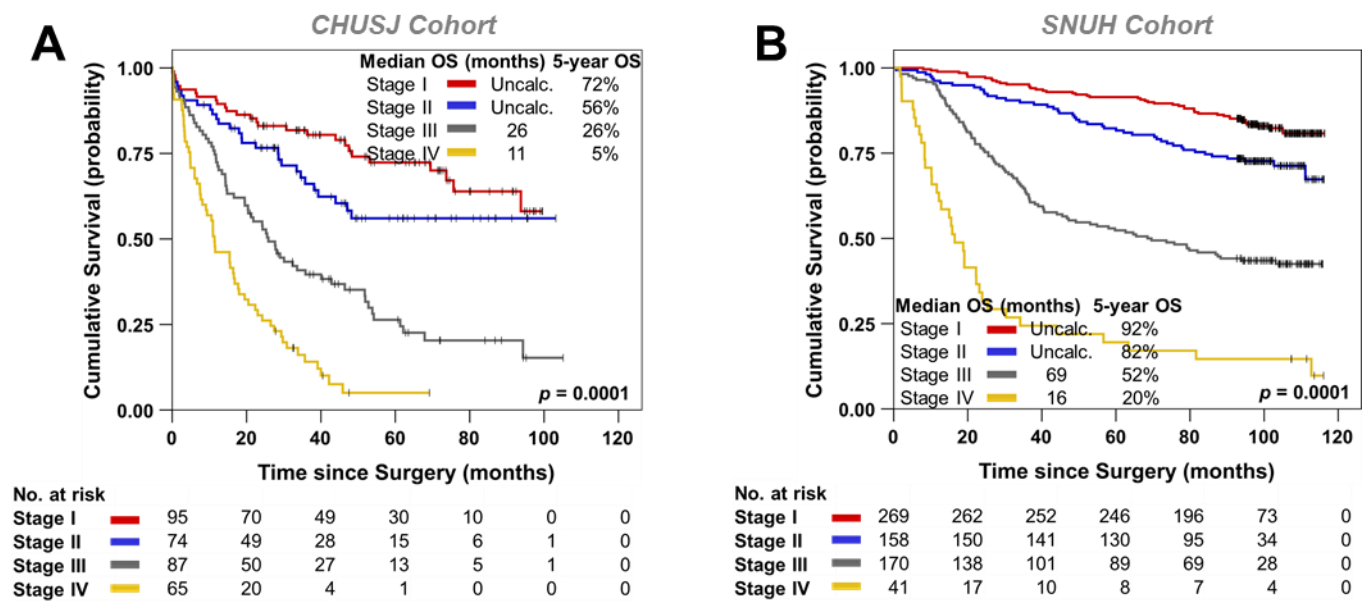 A
CHUSJ Cohort
Median OS (months) 5-year OS
Stage I Uncalc. 72%
Stage II Uncalc. 56%
Stage III 26 26%
Stage IV 11 5%
Cumulative Survival (probability)
1.00
0.75
0.50
0.25
0.00
p = 0.0001
0 20 40 60 80 100 120
Time since Surgery (months)
No. at risk
Stage I 95 70 49 30 10 0 0
Stage II 74 49 28 15 6 1 0
Stage III 87 50 27 13 5 1 0
Stage IV 65 20 4 1 0 0 0
B
SNUH Cohort
Cumulative Survival (probability)
1.00
0.75
0.50
0.25
0.00
Median OS (months) 5-year OS
Stage I Uncalc. 92%
Stage II Uncalc. 82%
Stage III 69 52%
Stage IV 16 20%
p = 0.0001
0 20 40 60 80 100 120
Time since Surgery (months)
No. at risk
Stage I 269 262 252 246 196 73 0
Stage II 158 150 141 130 95 34 0
Stage III 170 138 101 89 69 28 0
Stage IV 41 17 10 8 7 4 0